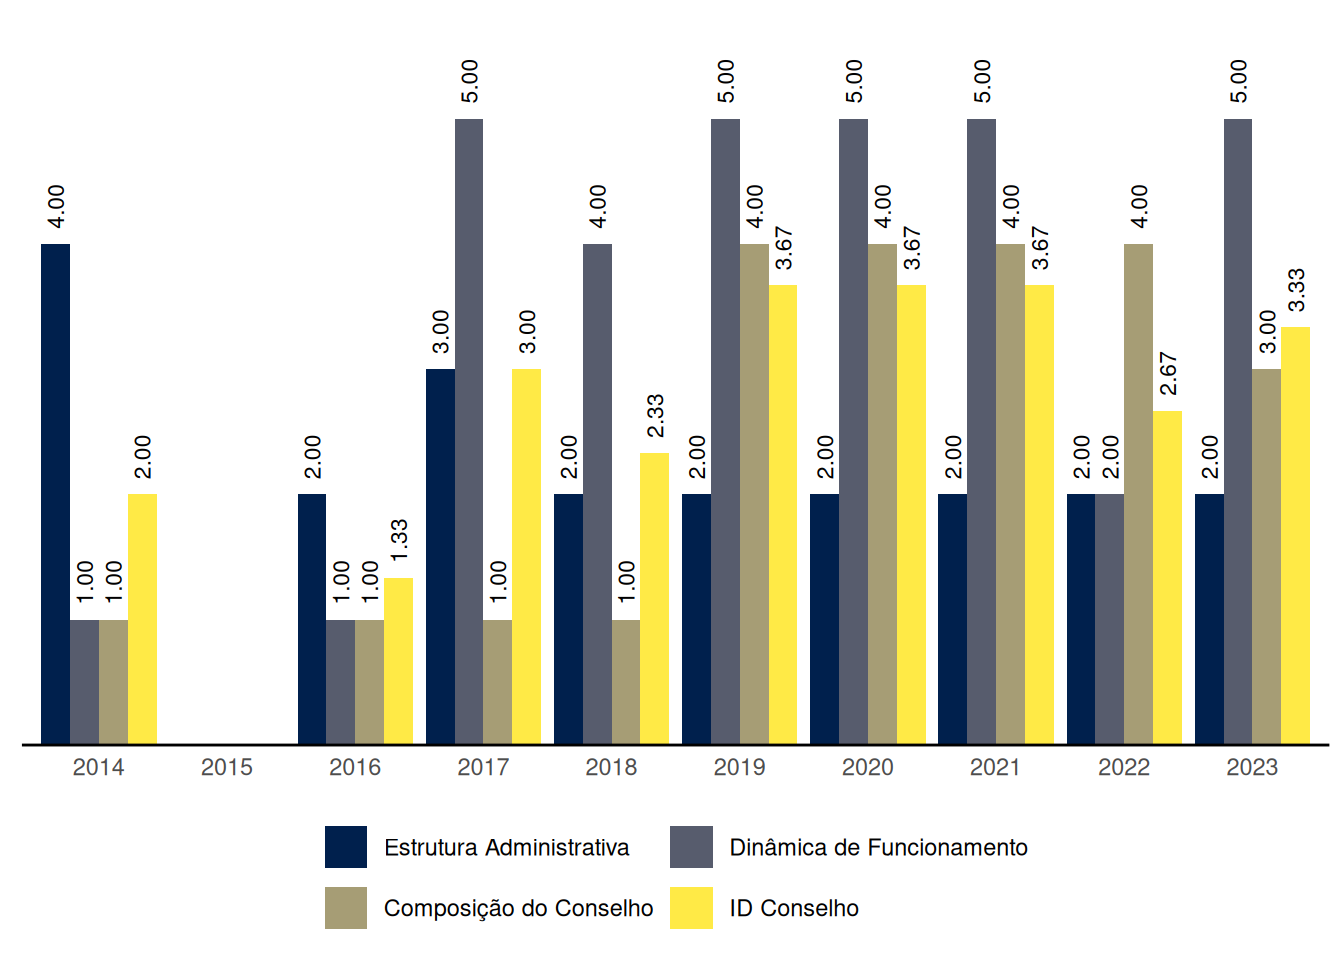 4.00 1.00 1.00 2.00 2.00 1.00 1.00 1.33 3.00 5.00 1.00 3.00 2.00 4.00 1.00 2.33 2.00 5.00 4.00 3.67 2.00 5.00 4.00 3.67 2.00 5.00 4.00 3.67 2.00 2.00 4.00 2.67 2.00 5.00 3.00 3.33
2014 2015 2016 2017 2018 2019 2020 2021 2022 2023
Estrutura Administrativa Dinâmica de Funcionamento
Composição do Conselho ID Conselho